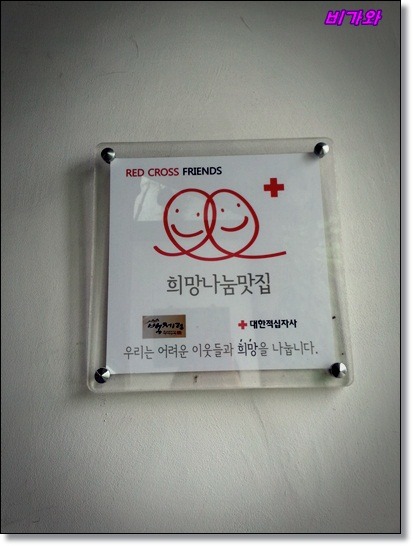 비가와
RED CROSS FRIENDS
희망나눔맛집
대한적십자사
우리는 어려운 이웃들과 희망을 나눕니다.